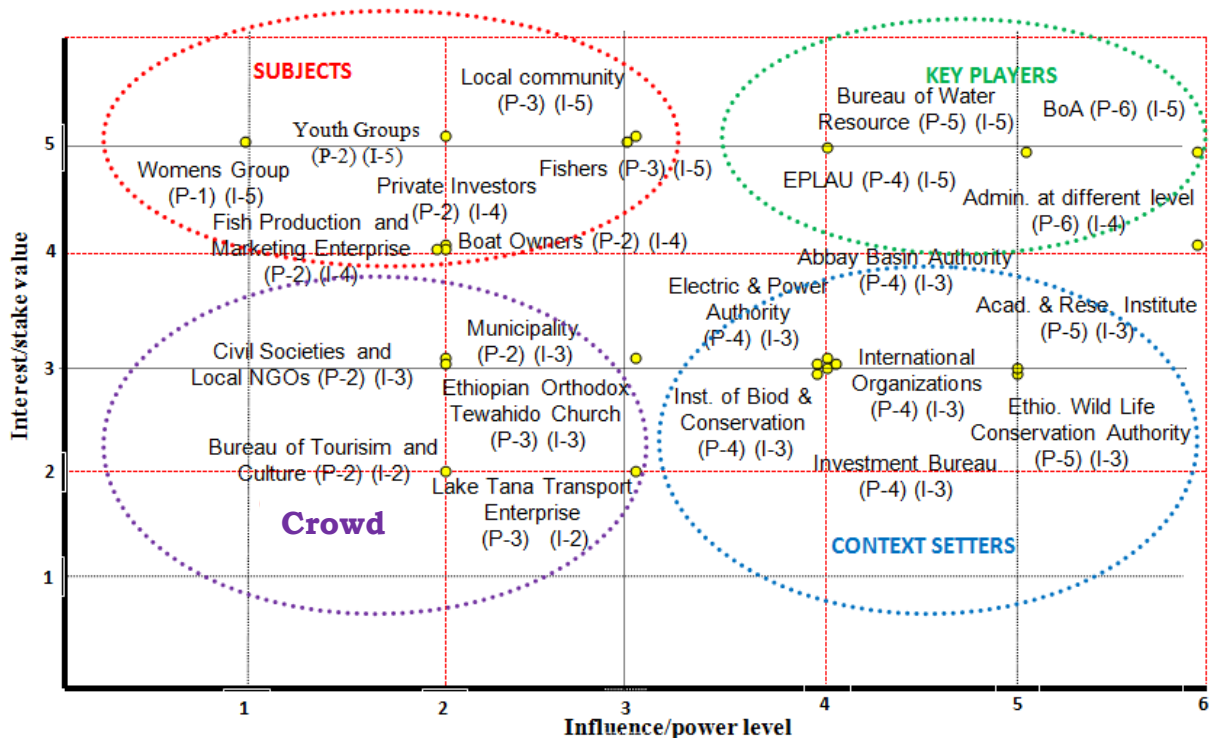 SUBJECTS
Local community
(P-3) (I-5)
Youth Groups
(P-2) (I-5)
Womens Group
(P-1) (I-5)
Fishers (P-3) (I-5)
Private Investors
(P-2) (I-4)
Fish Production and
Marketing Enterprise
(P-2) (I-4)
Boat Owners (P-2) (I-4)
KEY PLAYERS
Bureau of Water
Resource (P-5) (I-5)
BoA (P-6) (I-5)
EPLAU (P-4) (I-5)
Admin. at different level
(P-6) (I-4)
Municipality
(P-2) (I-3)
Civil Societies and
Local NGOs (P-2) (I-3)
Ethiopian Orthodox
Tewahido Church
(P-3) (I-3)
Bureau of Tourisim and
Culture (P-2) (I-2)
Lake Tana Transport
Enterprise
(P-3) (I-2)
Crowd
Abbay Basin Authority
(P-4) (I-3)
Electric & Power
Authority
(P-4) (I-3)
Acad. & Rese. Institute
(P-5) (I-3)
International
Organizations
(P-4) (I-3)
Inst. of Biod &
Conservation
(P-4) (I-3)
Ethio. Wild Life
Conservation Authority
(P-5) (I-3)
Investment Bureau
(P-4) (I-3)
CONTEXT SETTERS
Interest/stake value
5
4
3
2
1
1 2 3 4 5 6
Influence/power level